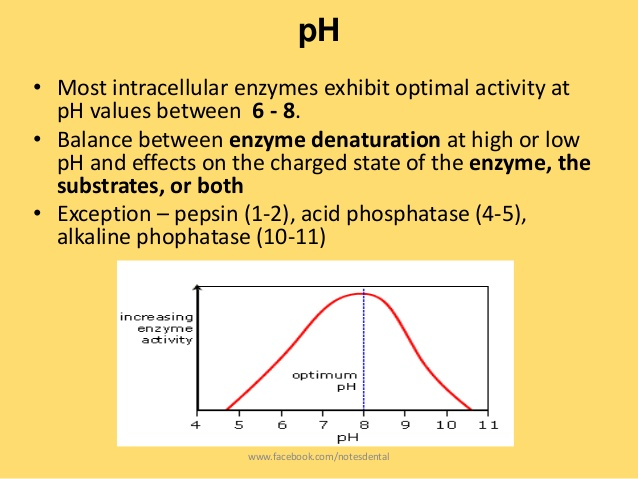 pH
• Most intracellular enzymes exhibit optimal activity at
pH values between 6 - 8.
• Balance between enzyme denaturation at high or low
pH and effects on the charged state of the enzyme, the
substrates, or both
• Exception – pepsin (1-2), acid phosphatase (4-5),
alkaline phophatase (10-11)
increasing
enzyme
activity
optimum
pH
4 5 6 7 8 9 10 11
pH
www.facebook.com/notesdental